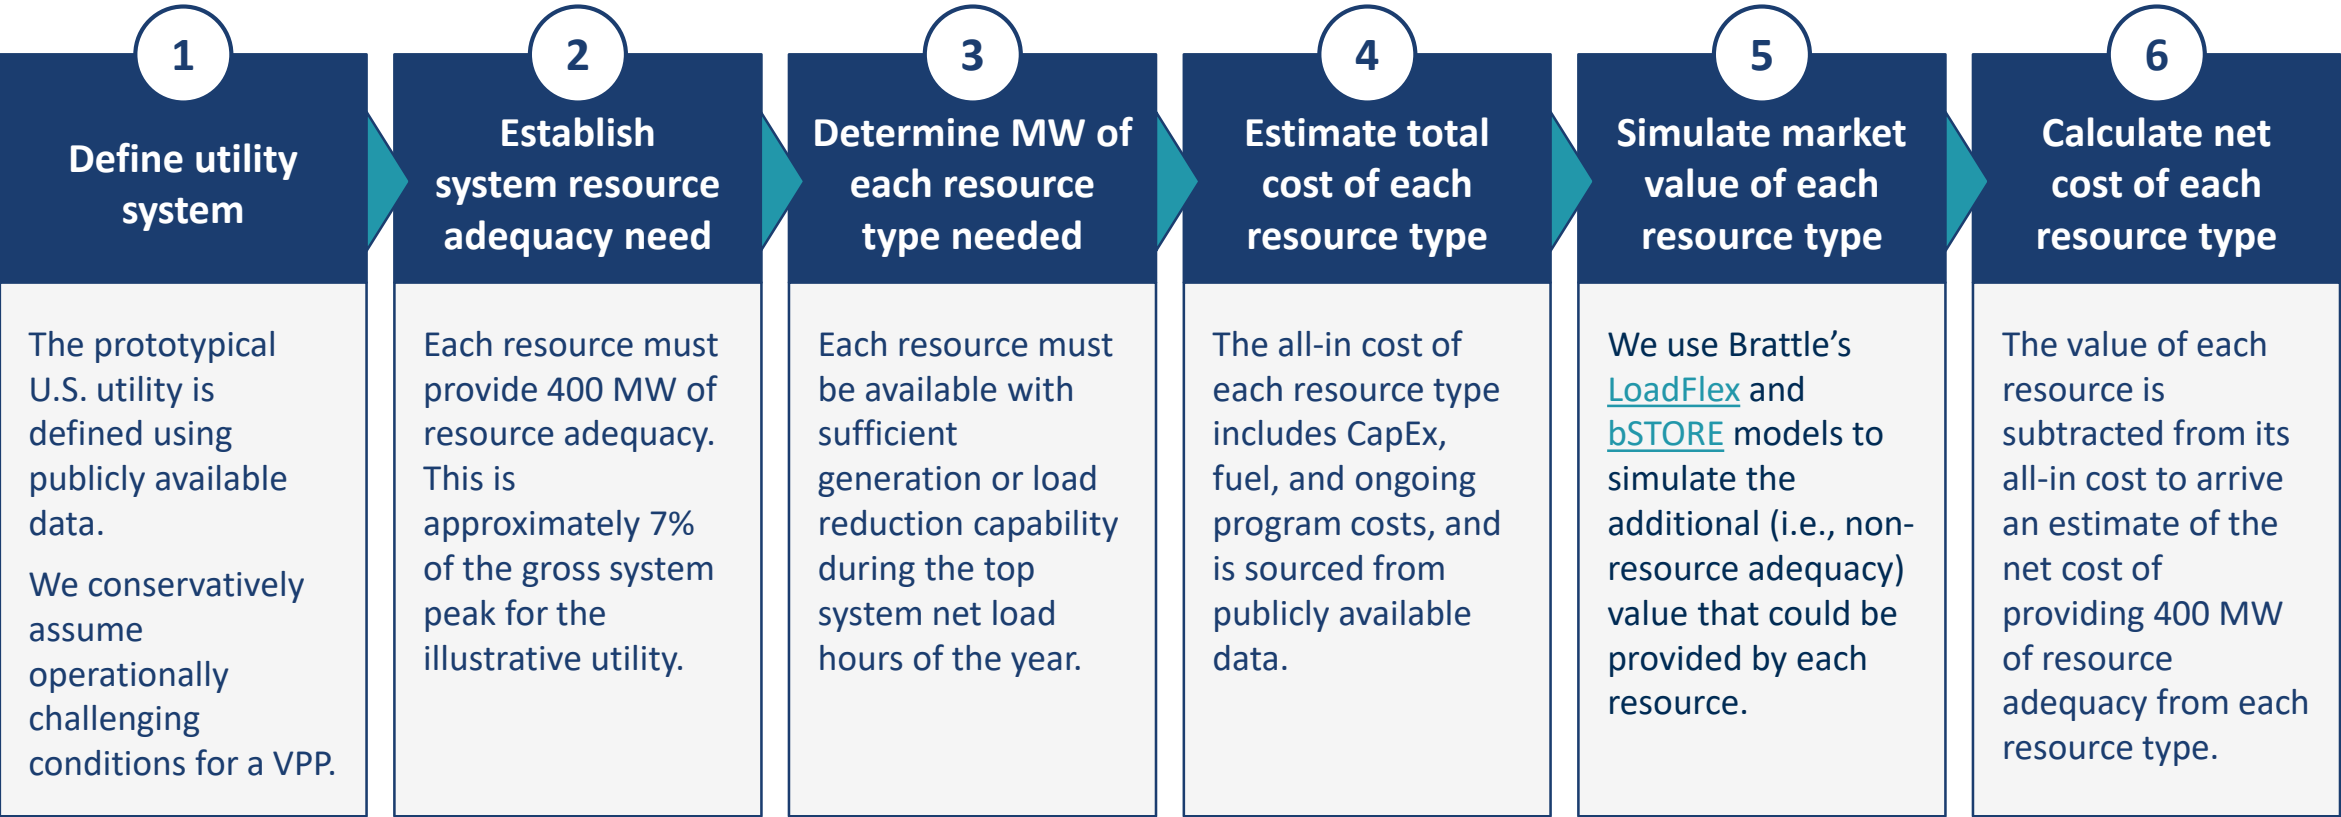 1
Define utility
system
The prototypical
U.S. utility is
defined using
publicly available
data.
We conservatively
assume
operationally
challenging
conditions for a VPP.
2
Establish
system resource
adequacy need
Each resource must
provide 400 MW of
resource adequacy.
This is
approximately 7%
of the gross system
peak for the
illustrative utility.
3
Determine MW of
each resource
type needed
Each resource must
be available with
sufficient
generation or load
reduction capability
during the top
system net load
hours of the year.
4
Estimate total
cost of each
resource type
The all-in cost of
each resource type
includes CapEx,
fuel, and ongoing
program costs, and
is sourced from
publicly available
data.
5
Simulate market
value of each
resource type
We use Brattle’s
LoadFlex and
bSTORE models to
simulate the
additional (i.e., non-
resource adequacy)
value that could be
provided by each
resource.
6
Calculate net
cost of each
resource type
The value of each
resource is
subtracted from its
all-in cost to arrive
an estimate of the
net cost of
providing 400 MW
of resource
adequacy from each
resource type.